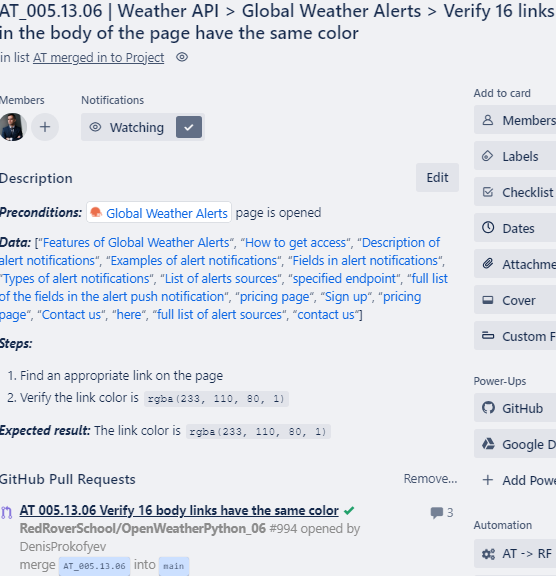 AT_005.13.06 | Weather API > Global Weather Alerts > Verify 16 links
in the body of the page have the same color
in list AT merged in to Project
Members
Notifications
Watching
Description
Edit
Preconditions: Global Weather Alerts page is opened
Data: ["Features of Global Weather Alerts", "How to get access", "Description of
alert notifications", "Examples of alert notifications", "Fields in alert notifications",
"Types of alert notifications", "List of alerts sources", "specified endpoint", "full list
of the fields in the alert push notification", "pricing page", "Sign up", "pricing
page", "Contact us", "here", "full list of alert sources", "contact us"]
Steps:
1. Find an appropriate link on the page
2. Verify the link color is rgba(233, 110, 80, 1)
Expected result: The link color is rgba(233, 110, 80, 1)
GitHub Pull Requests
Remove...
AT 005.13.06 Verify 16 body links have the same color
3
RedRoverSchool/OpenWeatherPython_06 #994 opened by
DenisProkofyev
merge AT_005.13.06 into main
Add to card
Members
Labels
Checklist
Dates
Attachme
Cover
Custom F
Power-Ups
GitHub
Google D
Add Powe
Automation
AT -> RF